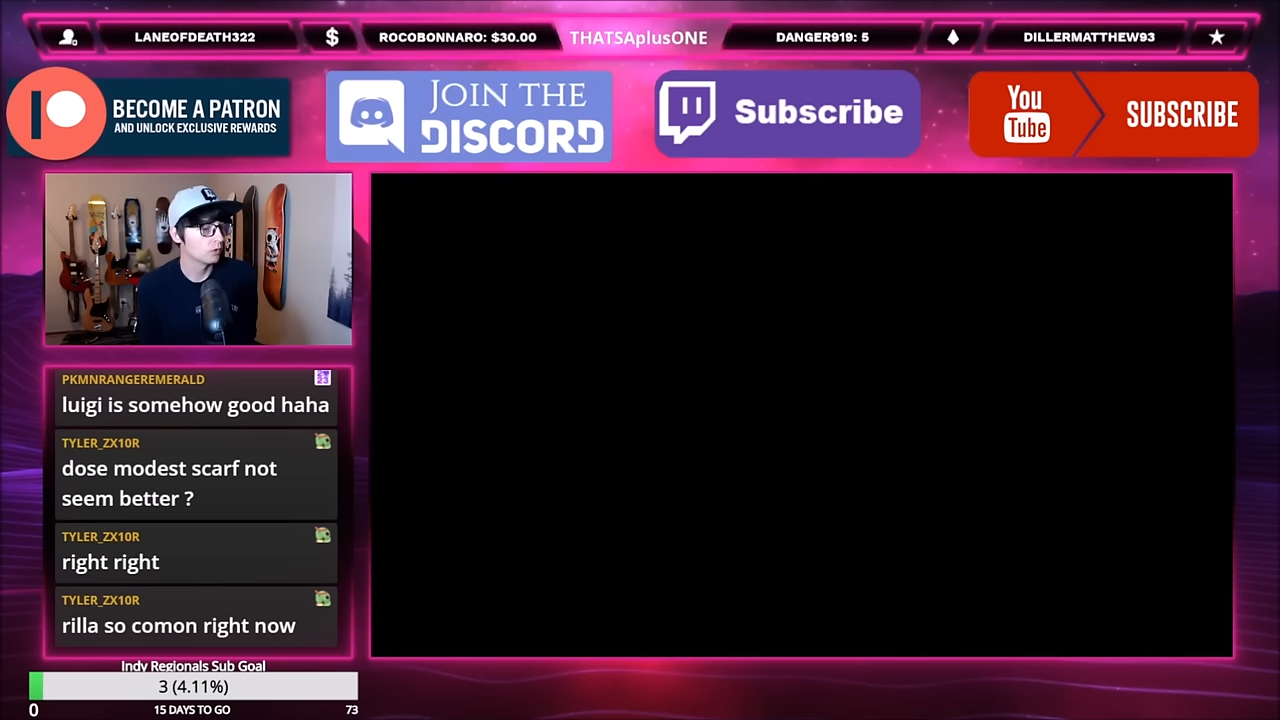 LANEOFDEATH322
$
ROCOBONNARO: $30.00
THATSAplusONE
DANGER919: 5
DILLERMATTHEW93
BECOME A PATRON
AND UNLOCK EXCLUSIVE REWARDS
JOIN THE
DISCORD
Subscribe
You
Tube
SUBSCRIBE
PKMNRANGEREMERALD
23
luigi is somehow good haha
TYLER_ZX10R
dose modest scarf not
seem better ?
TYLER_ZX10R
right right
TYLER_ZX10R
rilla so comon right now
Indy Regionals Sub Goal
3 (4.11%)
0
15 DAYS TO GO
73